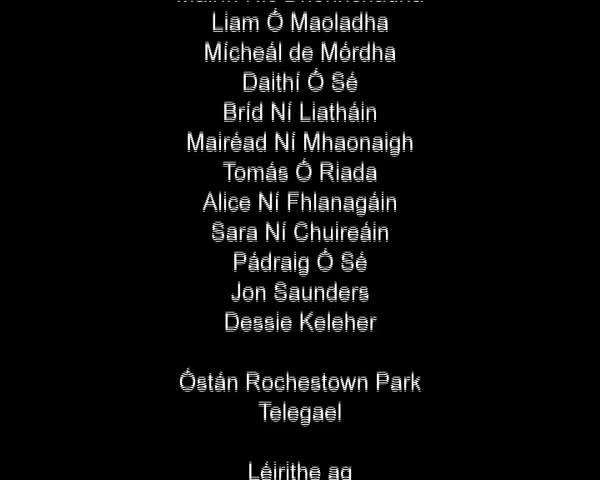 Liam Ó Maoladha
Mícheál de Mórdha
Daithí Ó Sé
Bríd Ní Liatháin
Mairéad Ní Mhaonaigh
Tomás Ó Riada
Alice Ní Fhlanagáin
Sara Ní Chuireáin
Pádraig Ó Sé
Jon Saunders
Dessie Keleher
Óstán Rochestown Park
Telegael
Léirithe ag